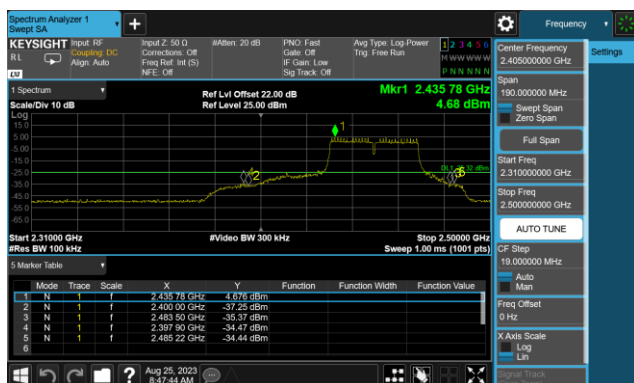 Spectrum Analyzer 1
Swept SA
Frequency
KEYSIGHT
Input: RF
Coupling: DC
Align: Auto
Input Z: 50 Ω
Corrections: Off
Freq Ref: Int (S)
NFE: Off
#Atten: 20 dB
PNO: Fast
Gate: Off
IF Gain: Low
Sig Track: Off
Avg Type: Log-Power
Trig: Free Run
1 2 3 4 5 6
M W W W W W
P N N N N N
RL
LXI
Center Frequency
2.405000000 GHz
Settings
Span
190.000000 MHz
Swept Span
Zero Span
Full Span
Start Freq
2.310000000 GHz
Stop Freq
2.500000000 GHz
AUTO TUNE
CF Step
19.000000 MHz
Auto
Man
Freq Offset
0 Hz
X Axis Scale
Log
Lin
Signal Track
1 Spectrum
Scale/Div 10 dB
Log
Ref Lvl Offset 22.00 dB
Ref Level 25.00 dBm
Mkr1 2.435 78 GHz
4.68 dBm
15.0
5.00
-5.00
-15.0
-25.0
-35.0
-45.0
-55.0
-65.0
1
2
Start 2.31000 GHz
#Res BW 100 kHz
#Video BW 300 kHz
Stop 2.50000 GHz
Sweep 1.00 ms (1001 pts)
5 Marker Table
Mode Trace Scale X Y Function Function Width Function Value
1 N 1 f 2.435 78 GHz 4.676 dBm
2 N 1 f 2.400 00 GHz -37.25 dBm
3 N 1 f 2.483 50 GHz -35.37 dBm
4 N 1 f 2.397 90 GHz -34.47 dBm
5 N 1 f 2.485 22 GHz -34.44 dBm
6
?
Aug 25, 2023
8:47:44 AM